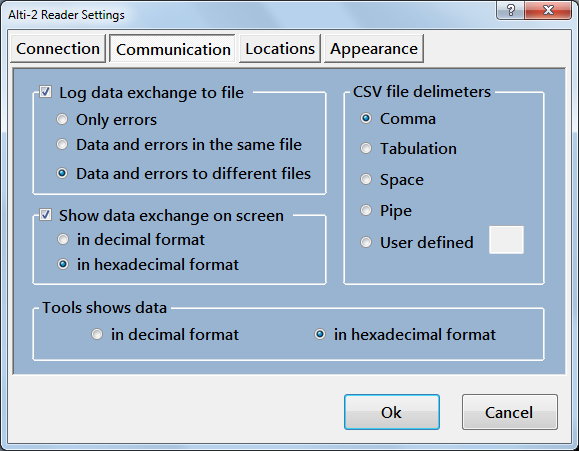 Alti-2 Reader Settings
Connection
Communication
Locations
Appearance
Log data exchange to file
Only errors
Data and errors in the same file
Data and errors to different files
Show data exchange on screen
in decimal format
in hexadecimal format
CSV file delimeters
Comma
Tabulation
Space
Pipe
User defined
Tools shows data
in decimal format
in hexadecimal format
Ok
Cancel